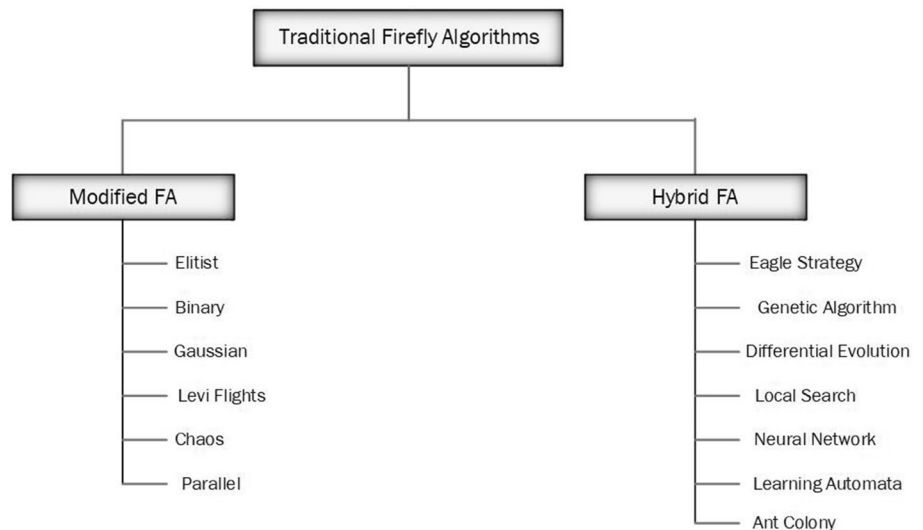 Traditional Firefly Algorithms
Modified FA
Elitist
Binary
Gaussian
Levi Flights
Chaos
Parallel
Hybrid FA
Eagle Strategy
Genetic Algorithm
Differential Evolution
Local Search
Neural Network
Learning Automata
Ant Colony